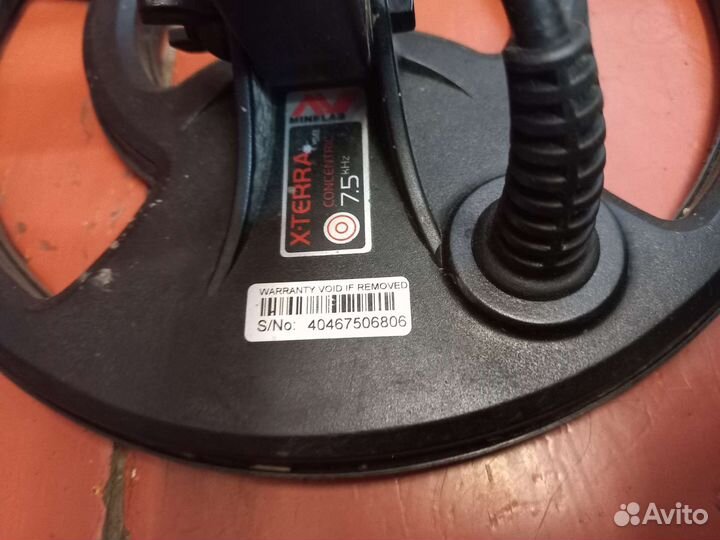 MINELAB
X-TERRA
CONCENTRIC
7.5 kHz
WARRANTY VOID IF REMOVED
S/No: 40467506806
Avito